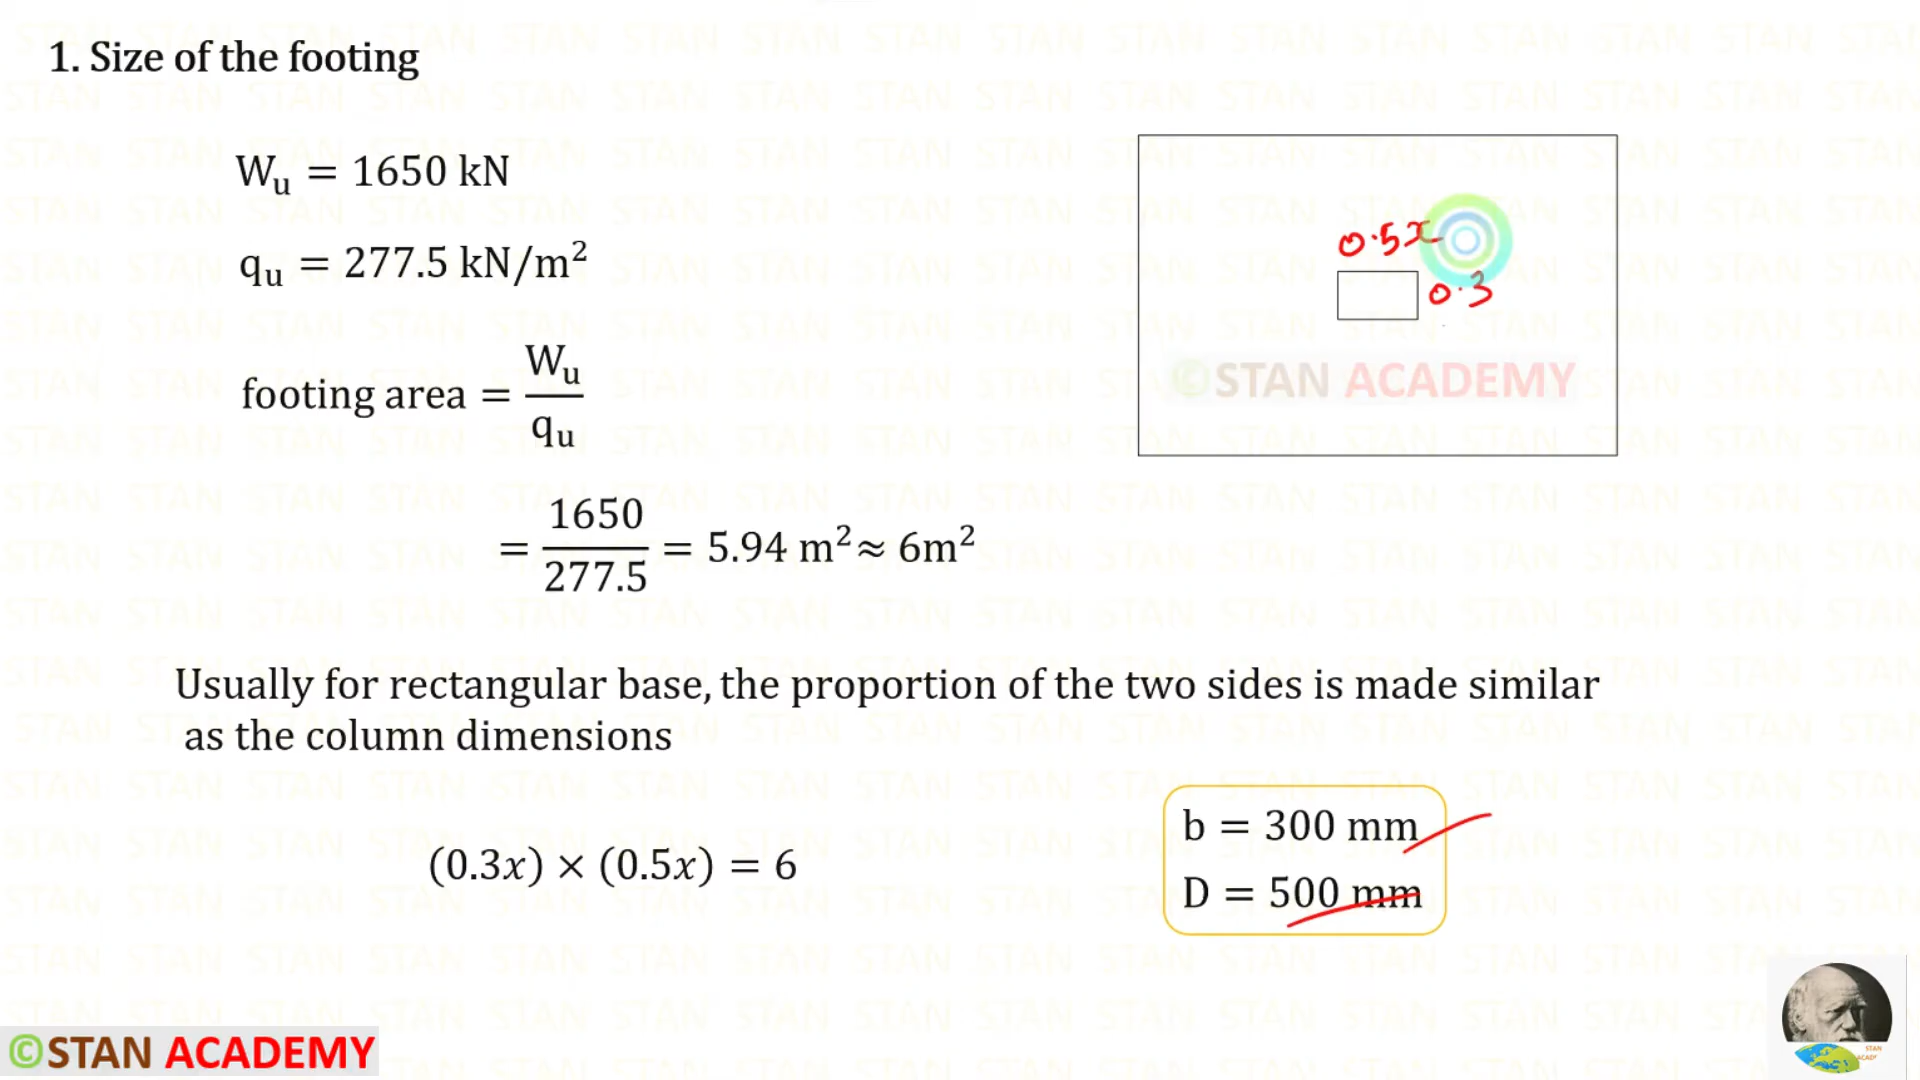 1. Size of the footing
Wu = 1650 kN
qu = 277.5 kN/m²
footing area = Wu/qu
= 1650/277.5 = 5.94 m² ≈ 6m²
0.5x
0.3
©STAN ACADEMY
Usually for rectangular base, the proportion of the two sides is made similar
as the column dimensions
(0.3x) × (0.5x) = 6
b = 300 mm
D = 500 mm
©STAN ACADEMY